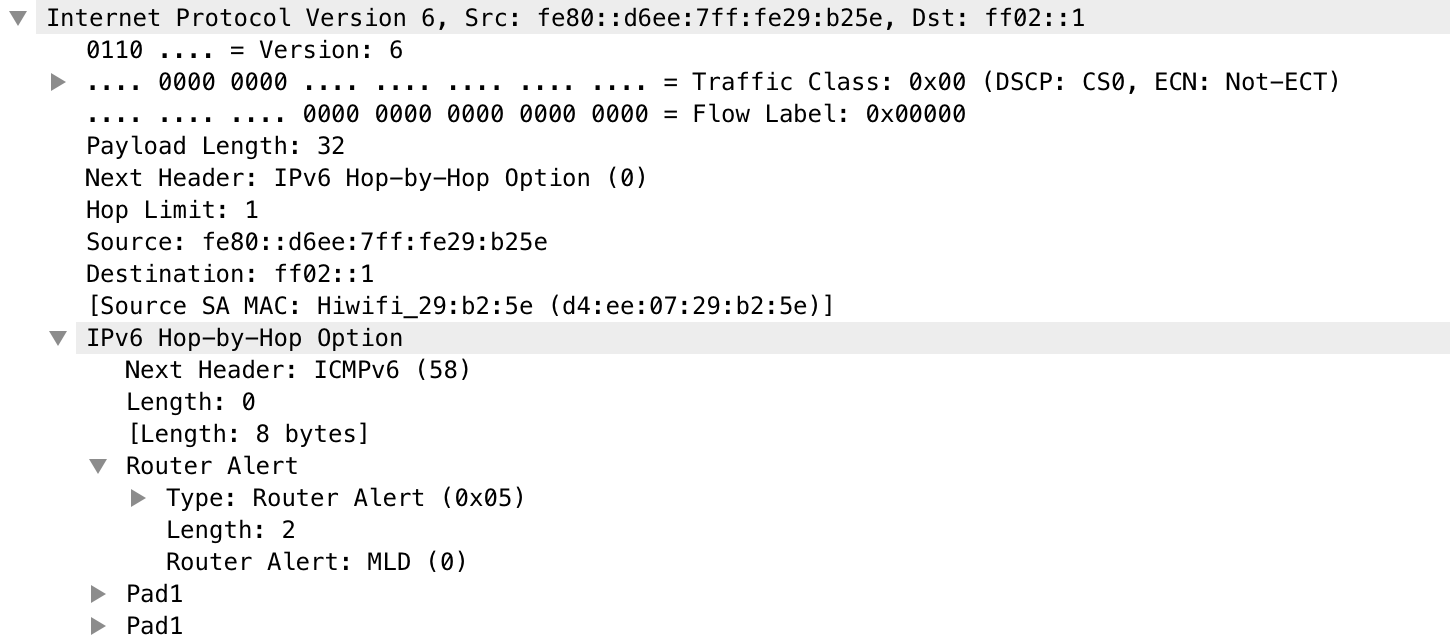 Internet Protocol Version 6, Src: fe80::d6ee:7ff:fe29:b25e, Dst: ff02::1
0110 .... = Version: 6
.... 0000 0000 .... .... .... .... .... = Traffic Class: 0x00 (DSCP: CS0, ECN: Not-ECT)
.... .... .... 0000 0000 0000 0000 0000 = Flow Label: 0x00000
Payload Length: 32
Next Header: IPv6 Hop-by-Hop Option (0)
Hop Limit: 1
Source: fe80::d6ee:7ff:fe29:b25e
Destination: ff02::1
[Source SA MAC: Hiwifi_29:b2:5e (d4:ee:07:29:b2:5e)]
IPv6 Hop-by-Hop Option
Next Header: ICMPv6 (58)
Length: 0
[Length: 8 bytes]
Router Alert
Type: Router Alert (0x05)
Length: 2
Router Alert: MLD (0)
Pad1
Pad1